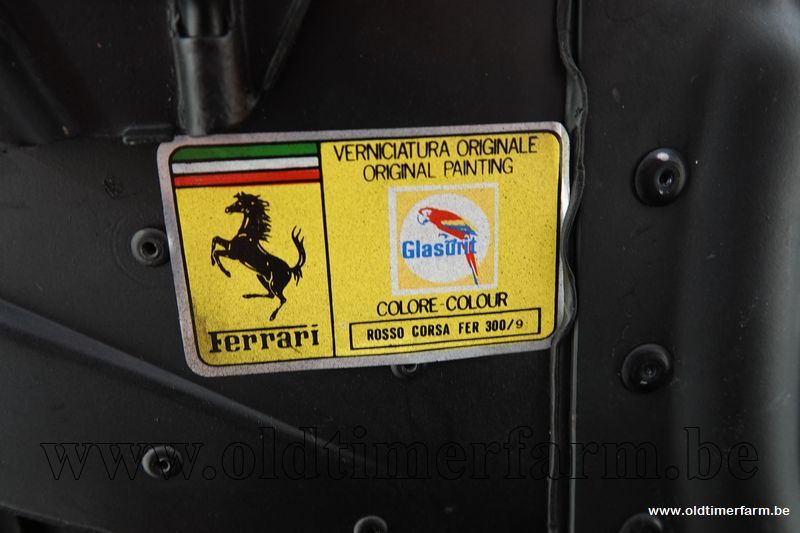 VERNICIATURA ORIGINALE
ORIGINAL PAINTING
Glasurit
COLORE-COLOUR
ROSSO CORSA FER 300/9
Ferrari
www.oldtimerfarm.be
www.oldtimerfarm.be